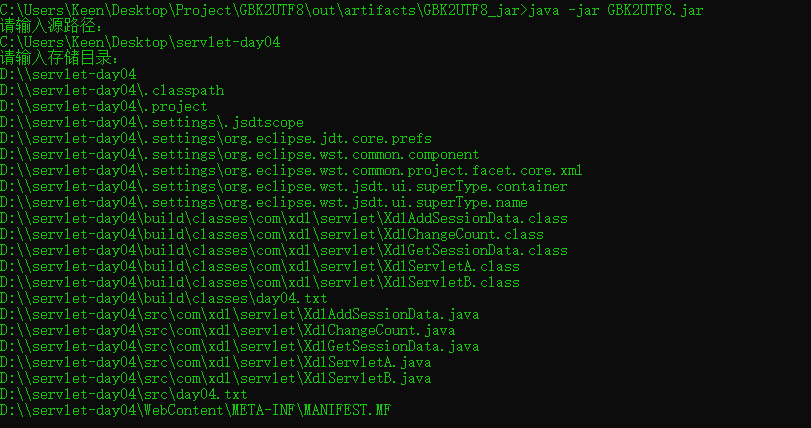 C:\Users\Keen\Desktop\Project\GBK2UTF8\out\artifacts\GBK2UTF8_jar>java -jar GBK2UTF8.jar
请输入源路径:
C:\Users\Keen\Desktop\servlet-day04
请输入存储目录:
D:\\servlet-day04
D:\\servlet-day04\.classpath
D:\\servlet-day04\.project
D:\\servlet-day04\.settings\.jsdtscope
D:\\servlet-day04\.settings\org.eclipse.jdt.core.prefs
D:\\servlet-day04\.settings\org.eclipse.wst.common.component
D:\\servlet-day04\.settings\org.eclipse.wst.common.project.facet.core.xml
D:\\servlet-day04\.settings\org.eclipse.wst.jsdt.ui.superType.container
D:\\servlet-day04\.settings\org.eclipse.wst.jsdt.ui.superType.name
D:\\servlet-day04\build\classes\com\xdl\servlet\XdlAddSessionData.class
D:\\servlet-day04\build\classes\com\xdl\servlet\XdlChangeCount.class
D:\\servlet-day04\build\classes\com\xdl\servlet\XdlGetSessionData.class
D:\\servlet-day04\build\classes\com\xdl\servlet\XdlServletA.class
D:\\servlet-day04\build\classes\com\xdl\servlet\XdlServletB.class
D:\\servlet-day04\build\classes\day04.txt
D:\\servlet-day04\src\com\xdl\servlet\XdlAddSessionData.java
D:\\servlet-day04\src\com\xdl\servlet\XdlChangeCount.java
D:\\servlet-day04\src\com\xdl\servlet\XdlGetSessionData.java
D:\\servlet-day04\src\com\xdl\servlet\XdlServletA.java
D:\\servlet-day04\src\com\xdl\servlet\XdlServletB.java
D:\\servlet-day04\src\day04.txt
D:\\servlet-day04\WebContent\META-INF\MANIFEST.MF